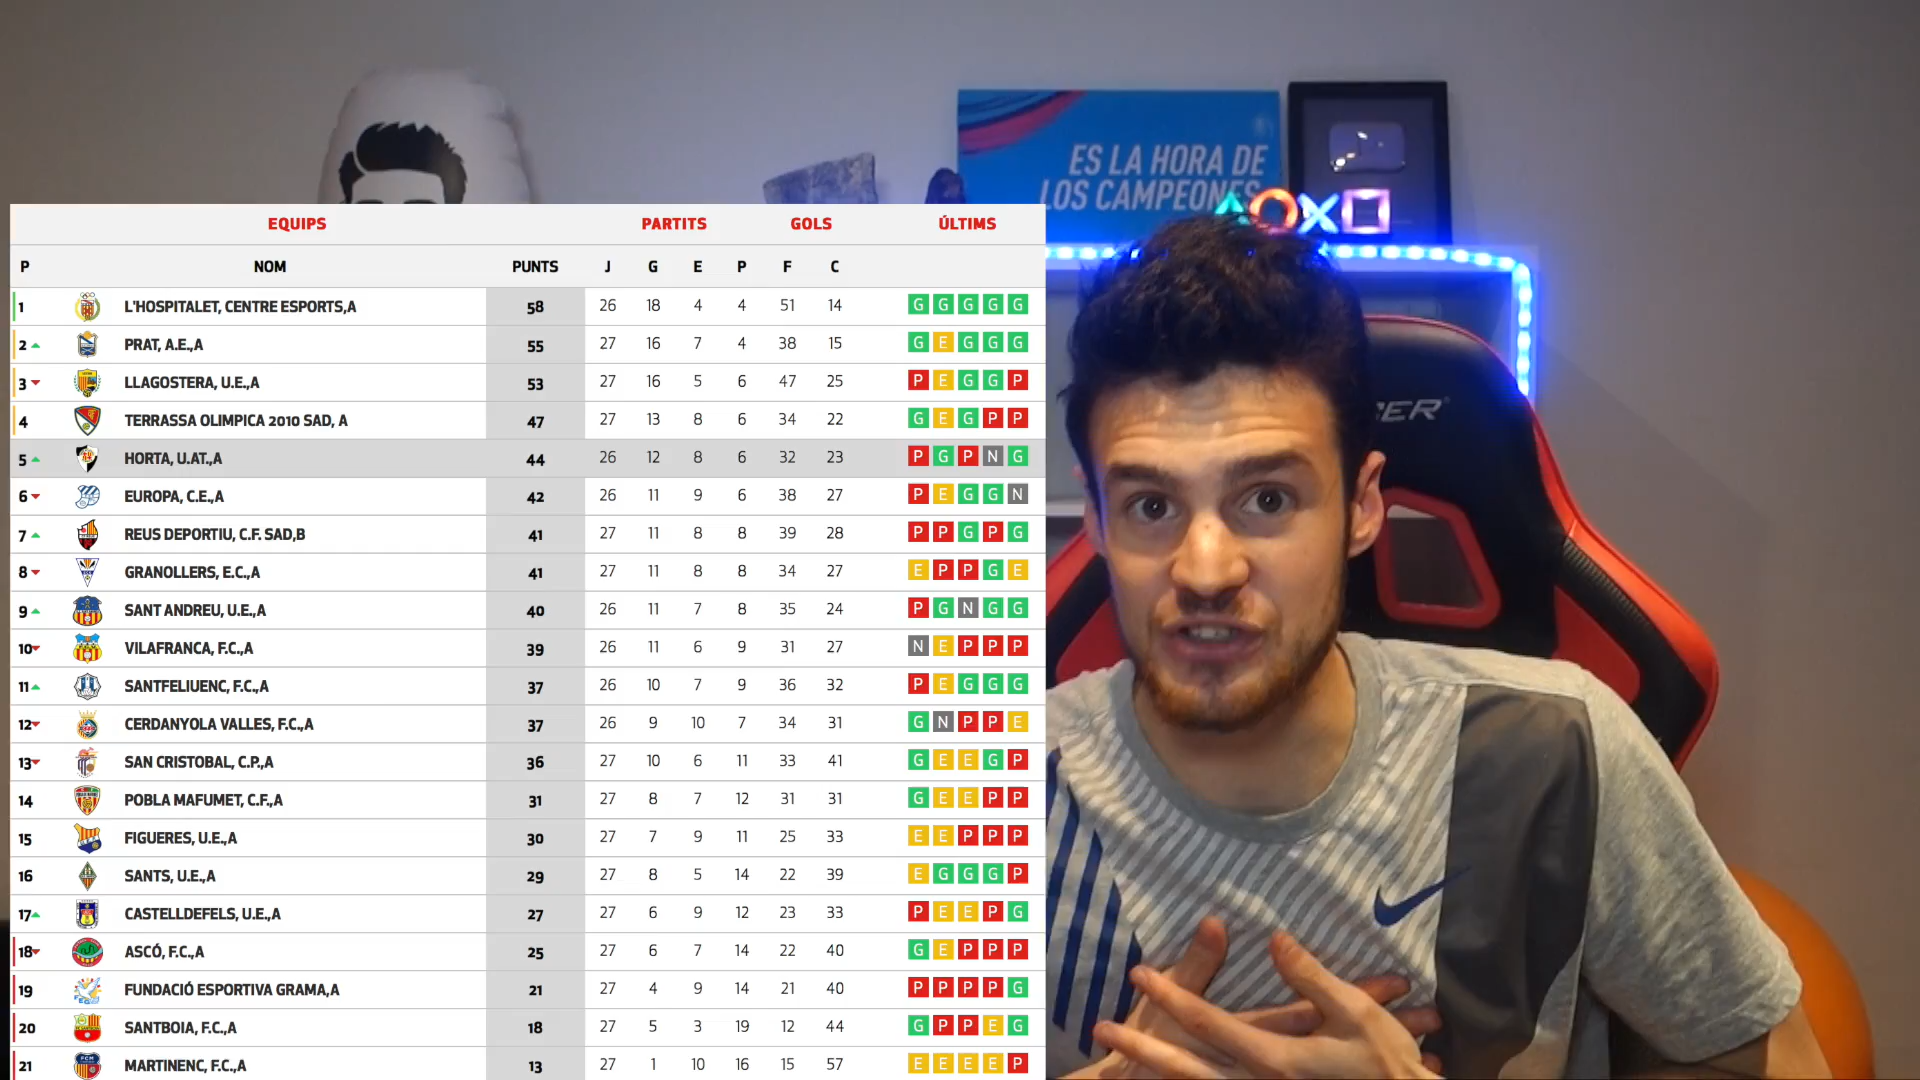 ES LA HORA DE
LOS CAMPEONES
EQUIPS PARTITS GOLS ÚLTIMS
P NOM PUNTS J G E P F C
1 L'HOSPITALET, CENTRE ESPORTS,A 58 26 18 4 4 51 14 G G G G G
2 PRAT, A.E.,A 55 27 16 7 4 38 15 G E G G G
3 LLAGOSTERA, U.E.,A 53 27 16 5 6 47 25 P E G G P
4 TERRASSA OLIMPICA 2010 SAD, A 47 27 13 8 6 34 22 G E G P P
5 HORTA, U.AT.,A 44 26 12 8 6 32 23 P G P N G
6 EUROPA, C.E.,A 42 26 11 9 6 38 27 P E G G N
7 REUS DEPORTIU, C.F. SAD,B 41 27 11 8 8 39 28 P P G P G
8 GRANOLLERS, E.C.,A 41 27 11 8 8 34 27 E P P G E
9 SANT ANDREU, U.E.,A 40 26 11 7 8 35 24 P G N G G
10 VILAFRANCA, F.C.,A 39 26 11 6 9 31 27 N E P P P
11 SANTFELIUENC, F.C.,A 37 26 10 7 9 36 32 P E G G G
12 CERDANYOLA VALLES, F.C.,A 37 26 9 10 7 34 31 G N P P E
13 SAN CRISTOBAL, C.P.,A 36 27 10 6 11 33 41 G E E G P
14 POBLA MAFUMET, C.F.,A 31 27 8 7 12 31 31 G E E P P
15 FIGUERES, U.E.,A 30 27 7 9 11 25 33 E E P P P
16 SANTS, U.E.,A 29 27 8 5 14 22 39 E G G G P
17 CASTELLDEFELS, U.E.,A 27 27 6 9 12 23 33 P E E P G
18 ASCÓ, F.C.,A 25 27 6 7 14 22 40 G E P P P
19 FUNDACIÓ ESPORTIVA GRAMA,A 21 27 4 9 14 21 40 P P P P G
20 SANTBOIA, F.C.,A 18 27 5 3 19 12 44 G P P E G
21 MARTINENC, F.C.,A 13 27 1 10 16 15 57 E E E E P